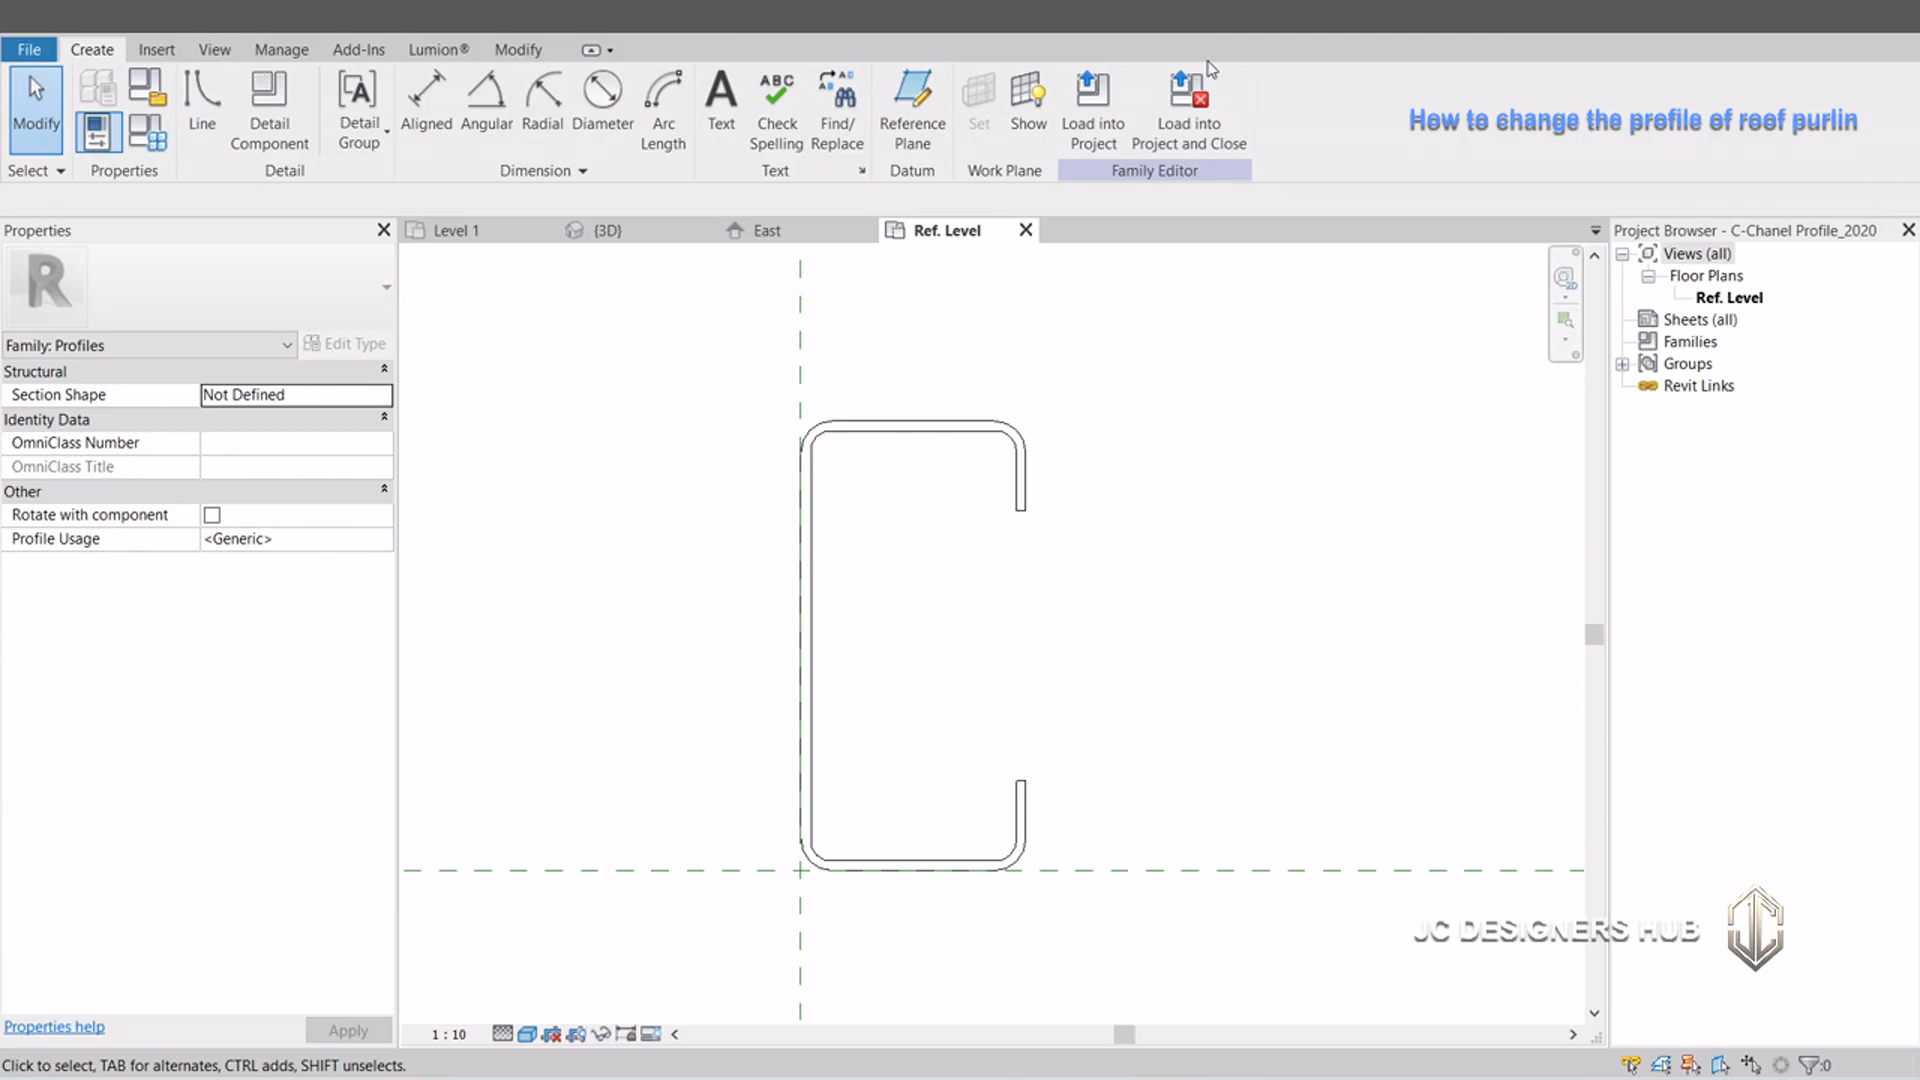 File Create Insert View Manage Add-Ins Lumion® Modify
Modify
Line
Detail Component
Detail Group
Aligned Angular Radial Diameter
Arc Length
Text
ABC
Check Spelling
Find/ Replace
Reference Plane
Set Show
Load into Project
Load into Project and Close
How to change the profile of roof purlin
Select Properties Detail Dimension Text Datum Work Plane Family Editor
Properties
Level 1 {3D} East Ref. Level
Project Browser - C-Chanel Profile_2020
Views (all)
Floor Plans
Ref. Level
Sheets (all)
Families
Groups
Revit Links
Family: Profiles Edit Type
Structural
Section Shape Not Defined
Identity Data
OmniClass Number
OmniClass Title
Other
Rotate with component
Profile Usage <Generic>
2D
JC DESIGNERS HUB
JC
Properties help Apply
1 : 10
Click to select, TAB for alternates, CTRL adds, SHIFT unselects.
:0